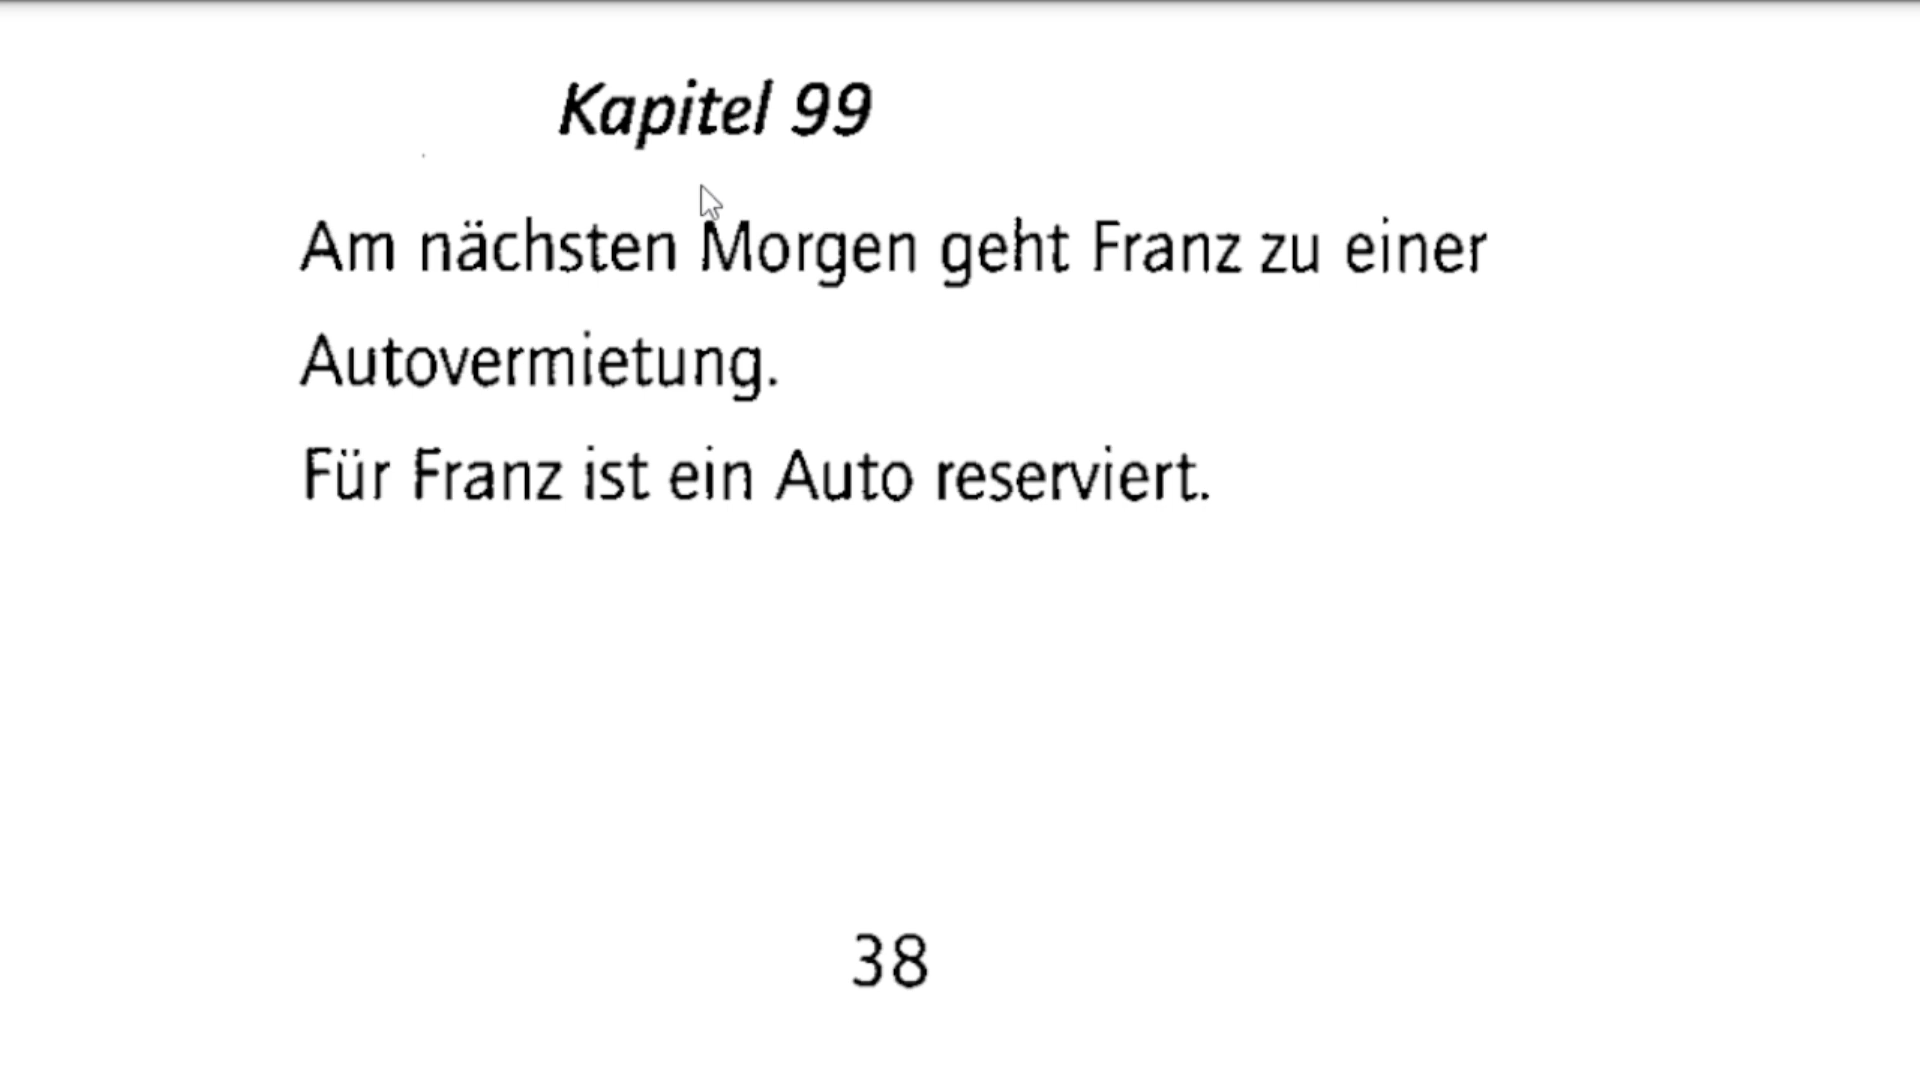 Kapitel 99
Am nächsten Morgen geht Franz zu einer
Autovermietung.
Für Franz ist ein Auto reserviert.
38